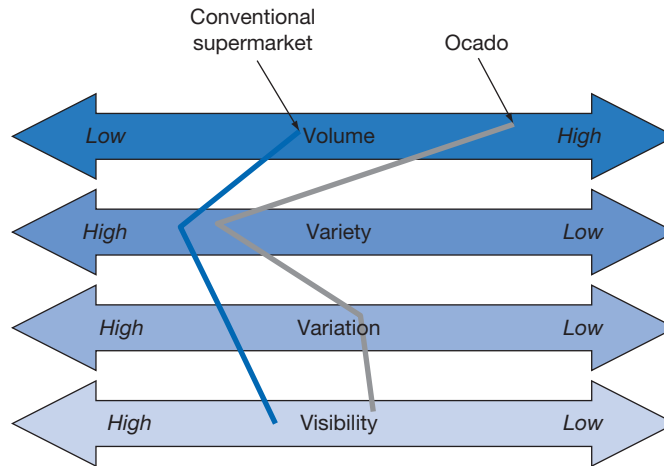 Conventional
supermarket
Ocado
Low Volume High
High Variety Low
High Variation Low
High Visibility Low